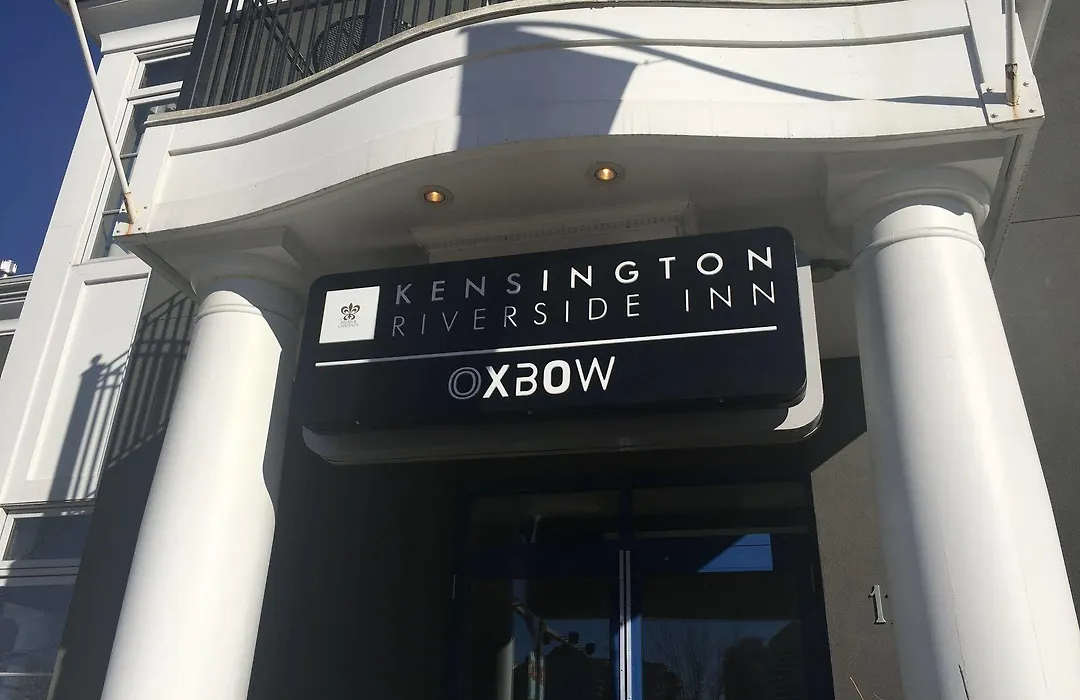 KENSINGTON
RIVERSIDE INN
OXBOW
1